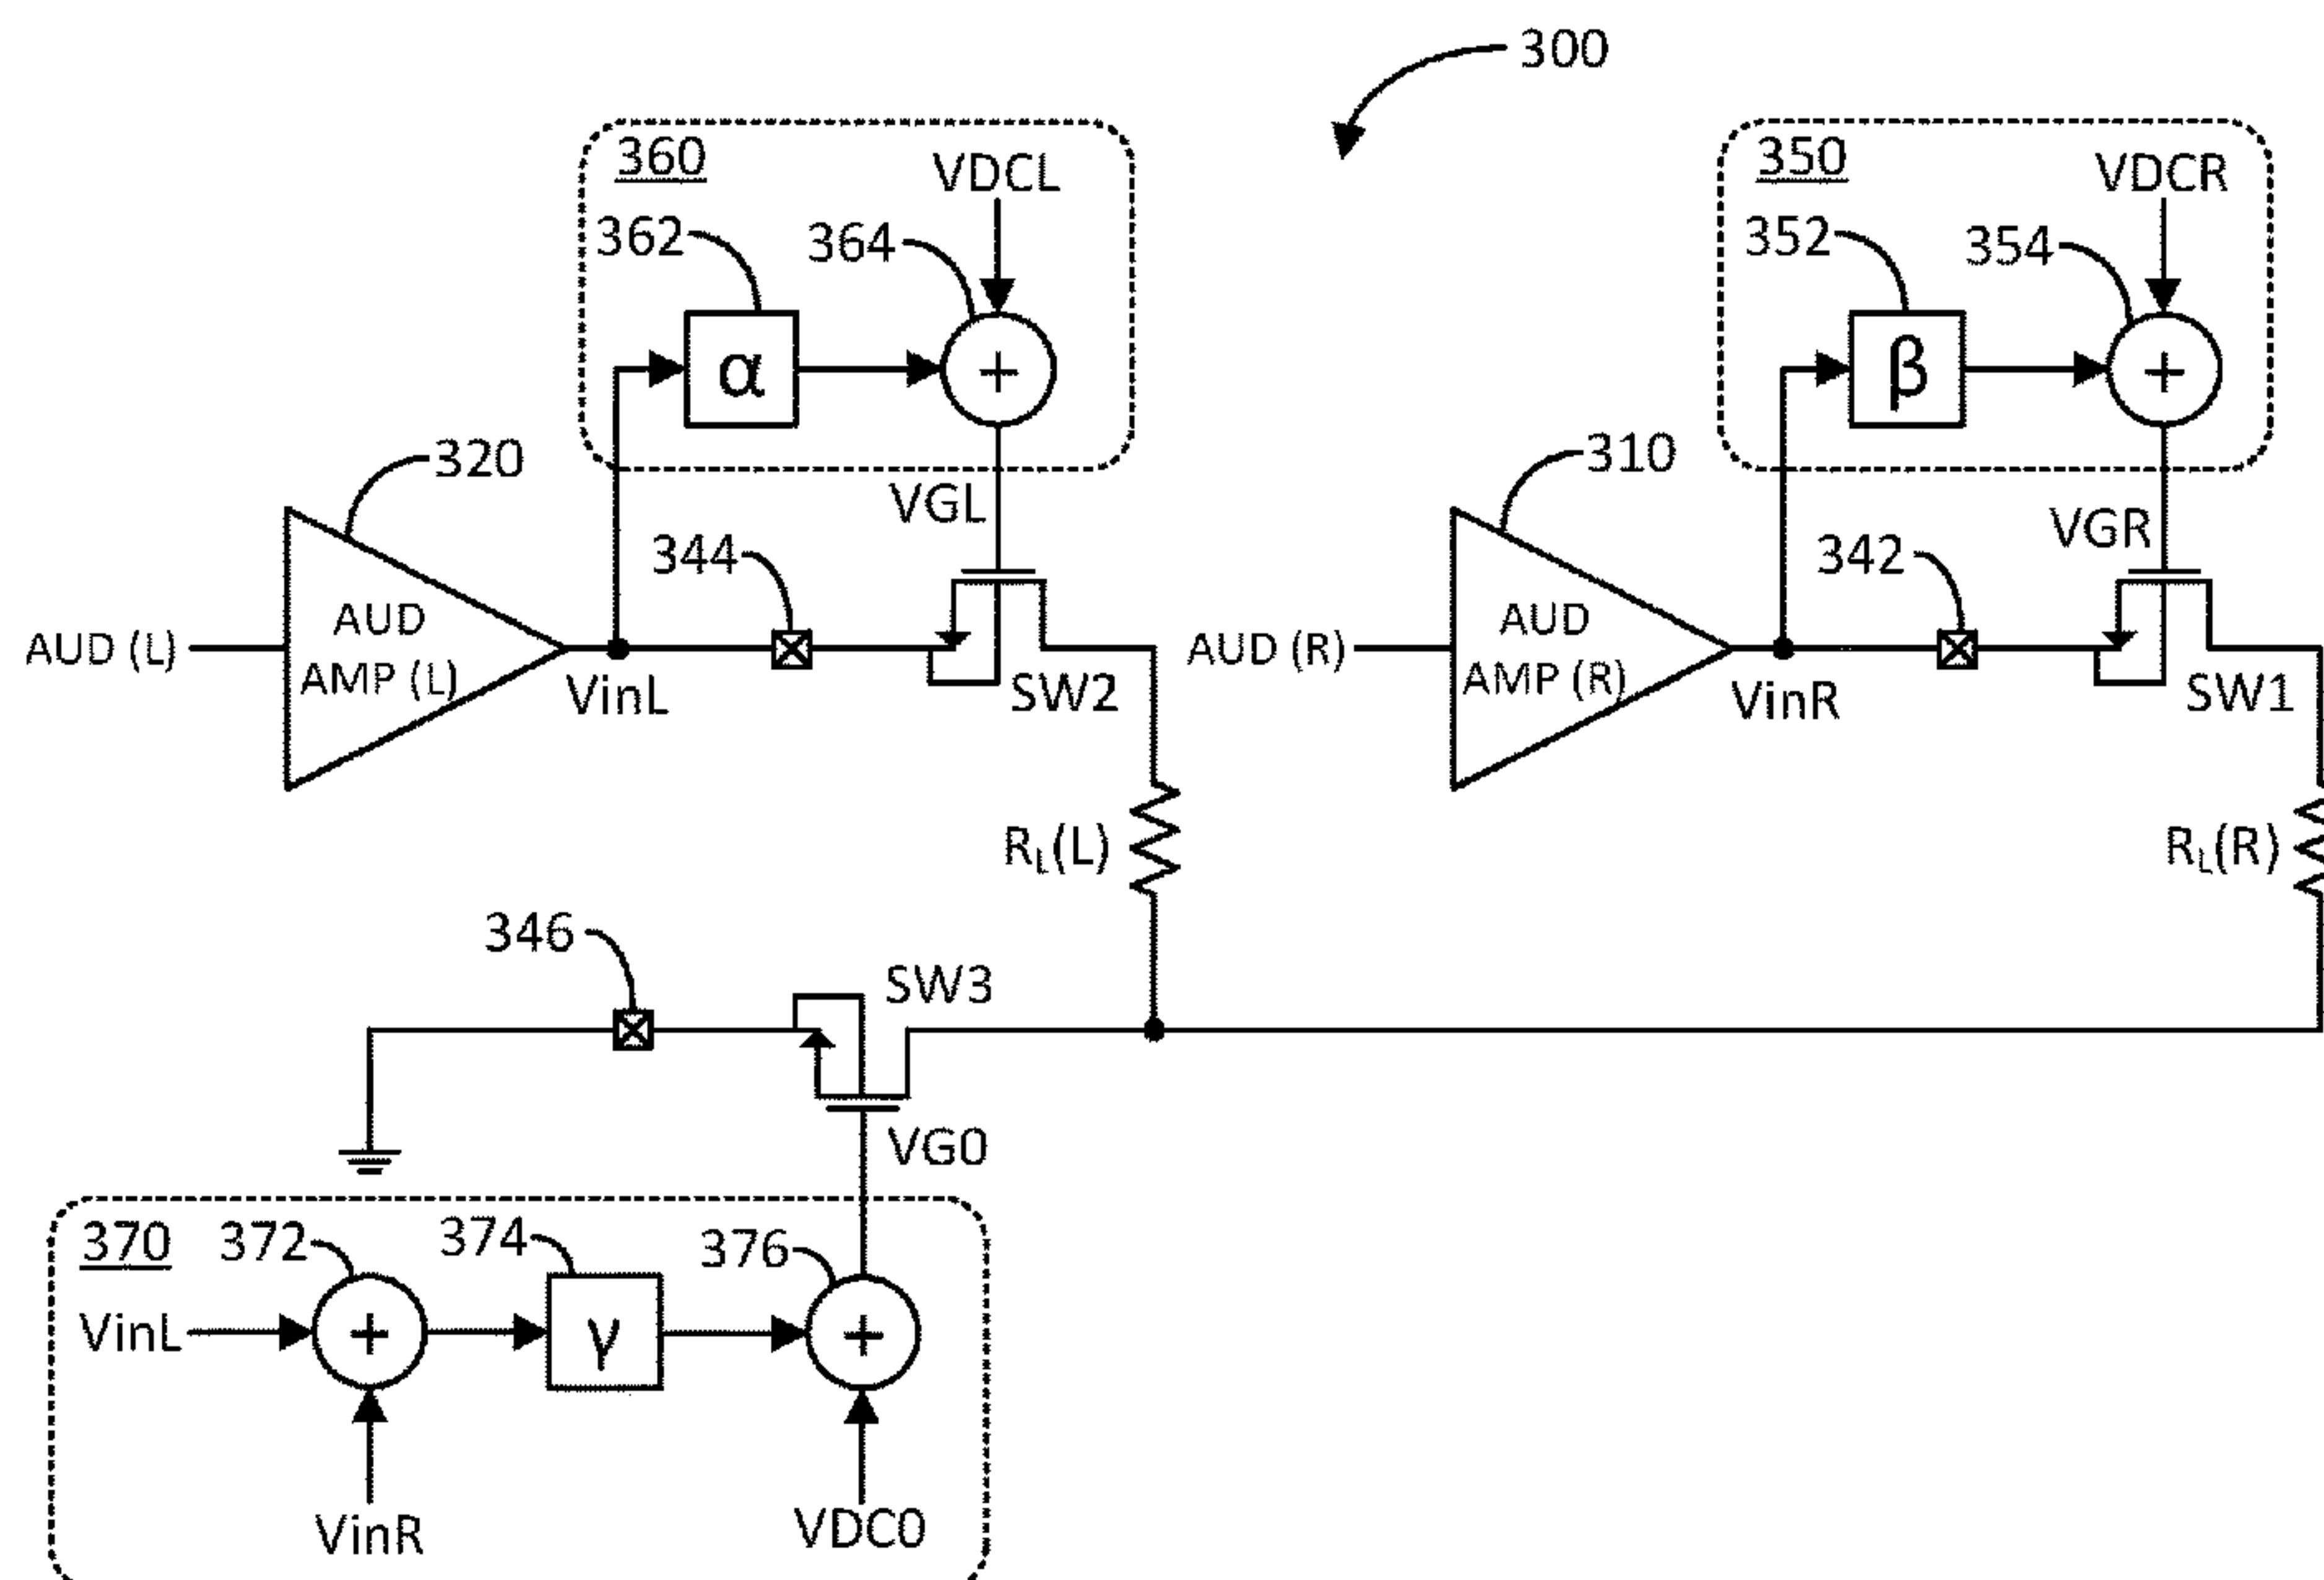 300
360
VDCL
362
364
α
+
350
VDCR
352
354
β
+
320
VGL
344
AUD (L)
AUD
AMP (L)
VinL
SW2
310
VGR
342
AUD (R)
AUD
AMP (R)
VinR
SW1
RL(L)
RL(R)
346
SW3
VG0
370
372
374
376
VinL
+
γ
+
VinR
VDC0